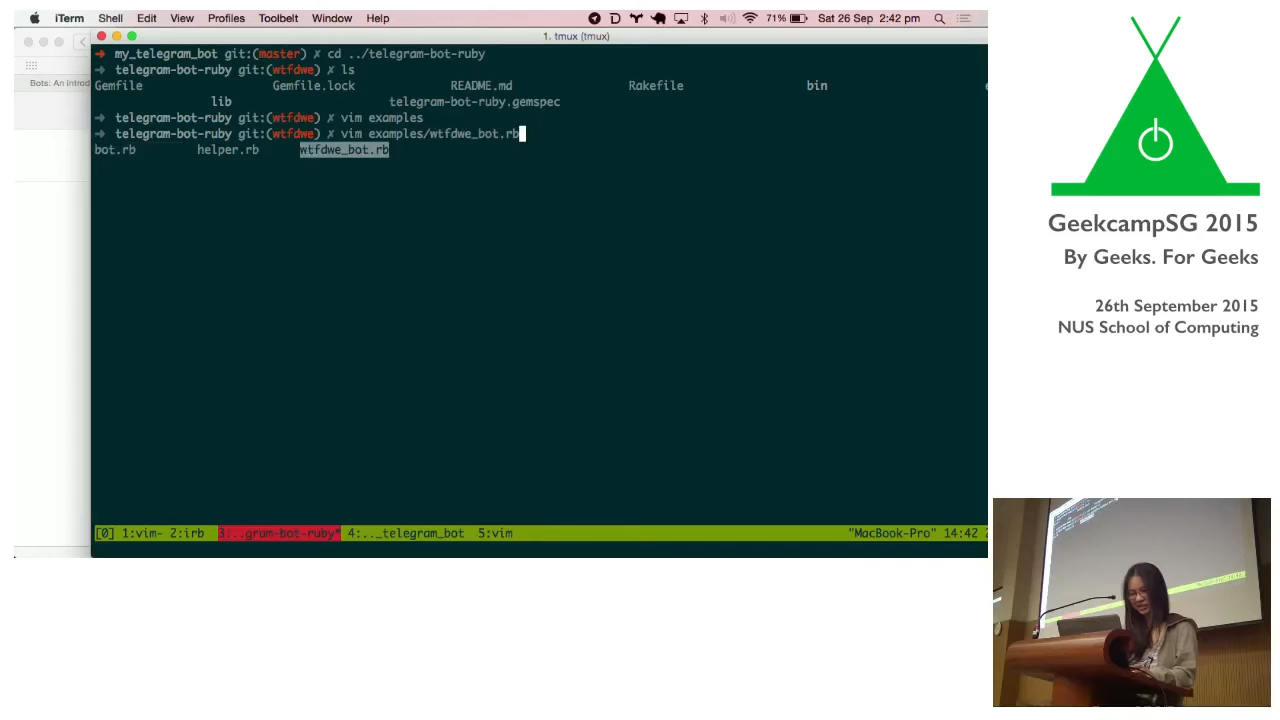 iTerm Shell Edit View Profiles Toolbelt Window Help 71% Sat 26 Sep 2:42 pm
1. tmux (tmux)
Bots: An introd
➜ my_telegram_bot git:(master) ✗ cd ../telegram-bot-ruby
➜ telegram-bot-ruby git:(wtfdwe) ✗ ls
Gemfile Gemfile.lock README.md Rakefile bin e
lib telegram-bot-ruby.gemspec
➜ telegram-bot-ruby git:(wtfdwe) ✗ vim examples
➜ telegram-bot-ruby git:(wtfdwe) ✗ vim examples/wtfdwe_bot.rb
bot.rb helper.rb wtfdwe_bot.rb
[0] 1:vim- 2:irb 3:..gram-bot-ruby* 4:.._telegram_bot 5:vim "MacBook-Pro" 14:42 2
GeekcampSG 2015
By Geeks. For Geeks
26th September 2015
NUS School of Computing